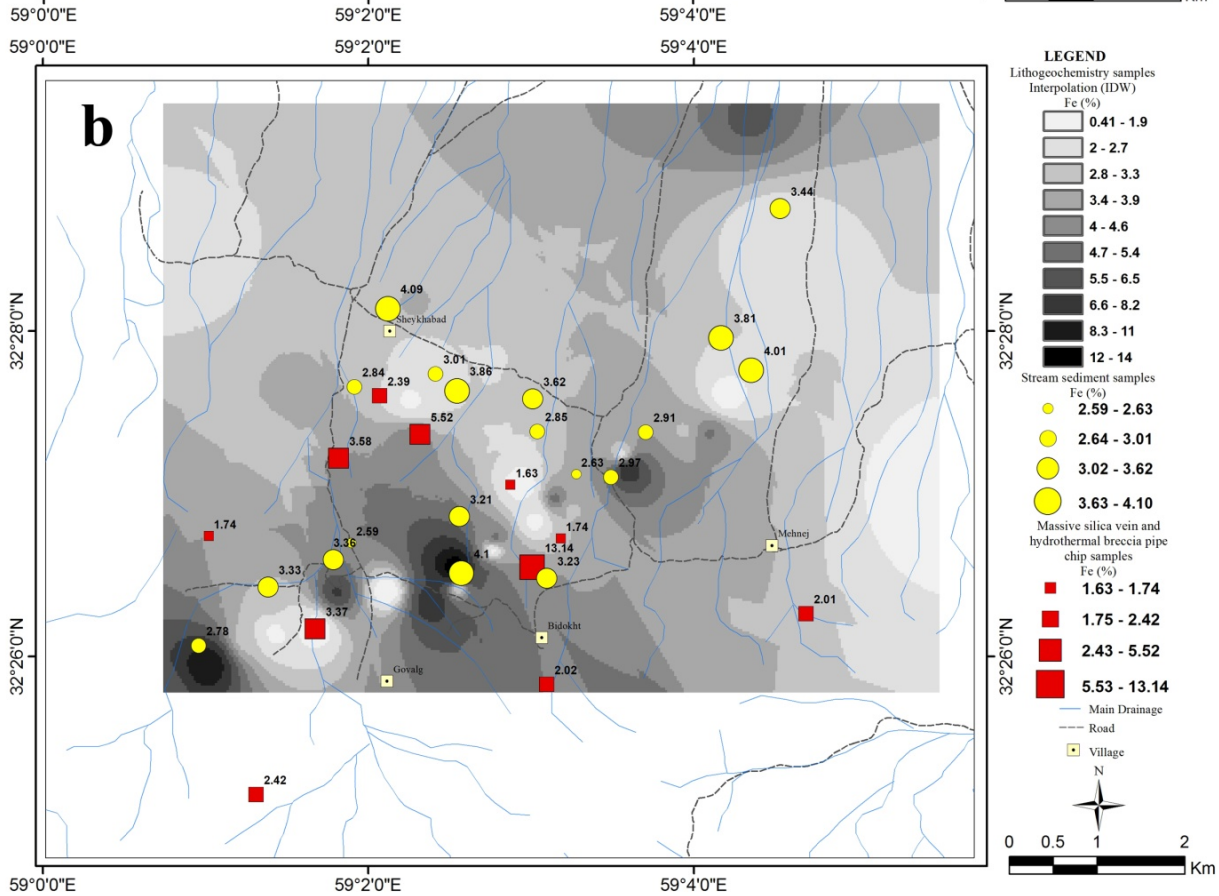 59°0'0"E
59°2'0"E
59°4'0"E
Km
59°0'0"E
59°2'0"E
59°4'0"E
b
32°28'0"N
32°26'0"N
32°28'0"N
32°26'0"N
3.44
4.09
Sheykhabad
3.81
4.01
3.01
3.86
2.84
2.39
3.62
5.52
2.85
2.91
3.58
2.63
2.97
1.63
3.21
1.74
2.59
1.74
3.36
13.14
4.1
3.23
3.33
Mehnej
3.37
2.01
2.78
Bidokht
Govalg
2.02
2.42
59°0'0"E
59°2'0"E
59°4'0"E
LEGEND
Lithogeochemistry samples
Interpolation (IDW)
Fe (%)
0.41 - 1.9
2 - 2.7
2.8 - 3.3
3.4 - 3.9
4 - 4.6
4.7 - 5.4
5.5 - 6.5
6.6 - 8.2
8.3 - 11
12 - 14
Stream sediment samples
Fe (%)
2.59 - 2.63
2.64 - 3.01
3.02 - 3.62
3.63 - 4.10
Massive silica vein and
hydrothermal breccia pipe
chip samples
Fe (%)
1.63 - 1.74
1.75 - 2.42
2.43 - 5.52
5.53 - 13.14
Main Drainage
Road
Village
N
0 0.5 1 2
Km